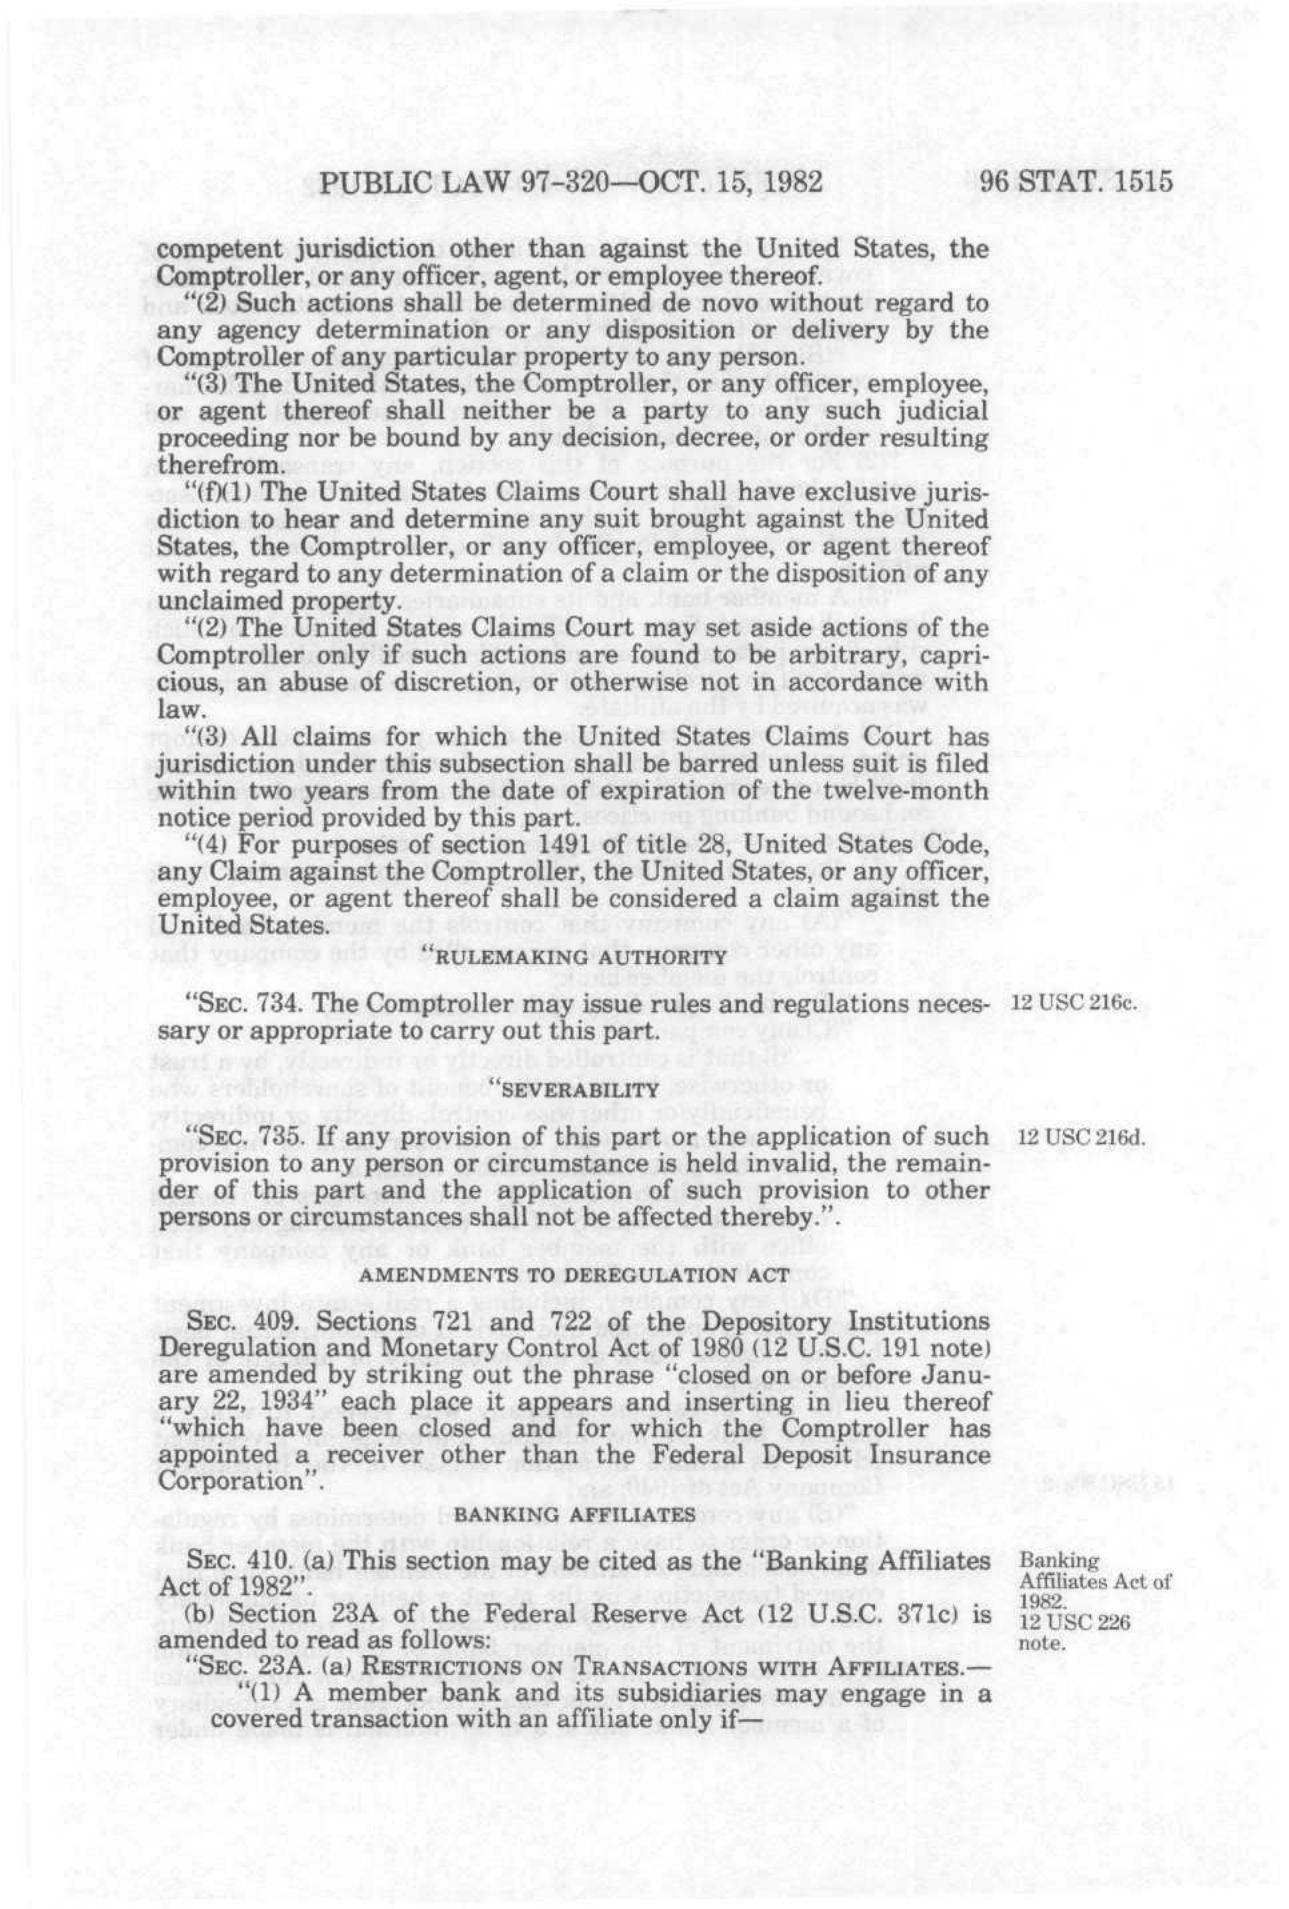 PUBLIC LAW 97-320—OCT. 15, 1982 96 STAT. 1515
competent jurisdiction other than against the United States, the
Comptroller, or any officer, agent, or employee thereof.
“(2) Such actions shall be determined de novo without regard to
any agency determination or any disposition or delivery by the
Comptroller of any particular property to any person.
“(3) The United States, the Comptroller, or any officer, employee,
or agent thereof shall neither be a party to any such judicial
proceeding nor be bound by any decision, decree, or order resulting
therefrom.
“(f)(1) The United States Claims Court shall have exclusive juris-
diction to hear and determine any suit brought against the United
States, the Comptroller, or any officer, employee, or agent thereof
with regard to any determination of a claim or the disposition of any
unclaimed property.
“(2) The United States Claims Court may set aside actions of the
Comptroller only if such actions are found to be arbitrary, capri-
cious, an abuse of discretion, or otherwise not in accordance with
law.
“(3) All claims for which the United States Claims Court has
jurisdiction under this subsection shall be barred unless suit is filed
within two years from the date of expiration of the twelve-month
notice period provided by this part.
“(4) For purposes of section 1491 of title 28, United States Code,
any Claim against the Comptroller, the United States, or any officer,
employee, or agent thereof shall be considered a claim against the
United States.
“RULEMAKING AUTHORITY
“SEC. 734. The Comptroller may issue rules and regulations neces- 12 USC 216c.
sary or appropriate to carry out this part.
“SEVERABILITY
“SEC. 735. If any provision of this part or the application of such 12 USC 216d.
provision to any person or circumstance is held invalid, the remain-
der of this part and the application of such provision to other
persons or circumstances shall not be affected thereby.”.
AMENDMENTS TO DEREGULATION ACT
SEC. 409. Sections 721 and 722 of the Depository Institutions
Deregulation and Monetary Control Act of 1980 (12 U.S.C. 191 note)
are amended by striking out the phrase “closed on or before Janu-
ary 22, 1934” each place it appears and inserting in lieu thereof
“which have been closed and for which the Comptroller has
appointed a receiver other than the Federal Deposit Insurance
Corporation”.
BANKING AFFILIATES
SEC. 410. (a) This section may be cited as the “Banking Affiliates
Act of 1982”.
(b) Section 23A of the Federal Reserve Act (12 U.S.C. 371c) is
amended to read as follows:
“SEC. 23A. (a) RESTRICTIONS ON TRANSACTIONS WITH AFFILIATES.—
“(1) A member bank and its subsidiaries may engage in a
covered transaction with an affiliate only if—
Banking
Affiliates Act of
1982.
12 USC 226
note.